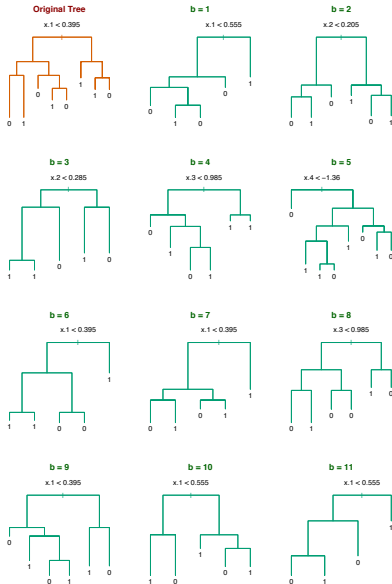 Original Tree
b = 1
b = 2
x.1 < 0.395
x.1 < 0.555
x.2 < 0.205
0 1 0 1 0 1 1 0
0 1 0 0 1
0 1 0 1 0 1
b = 3
b = 4
b = 5
x.2 < 0.285
x.3 < 0.985
x.4 < −1.36
1 1 0 1 0
0 1 0 1 1 1
0 1 1 0 1 0 1 0
b = 6
b = 7
b = 8
x.1 < 0.395
x.1 < 0.395
x.3 < 0.985
1 1 0 0 1
1 1 0 1 1
0 1 0 0 1 0
b = 9
b = 10
b = 11
x.1 < 0.395
x.1 < 0.555
x.1 < 0.555
0 1 0 1 1 0
1 0 1 0 1
0 1 0 1